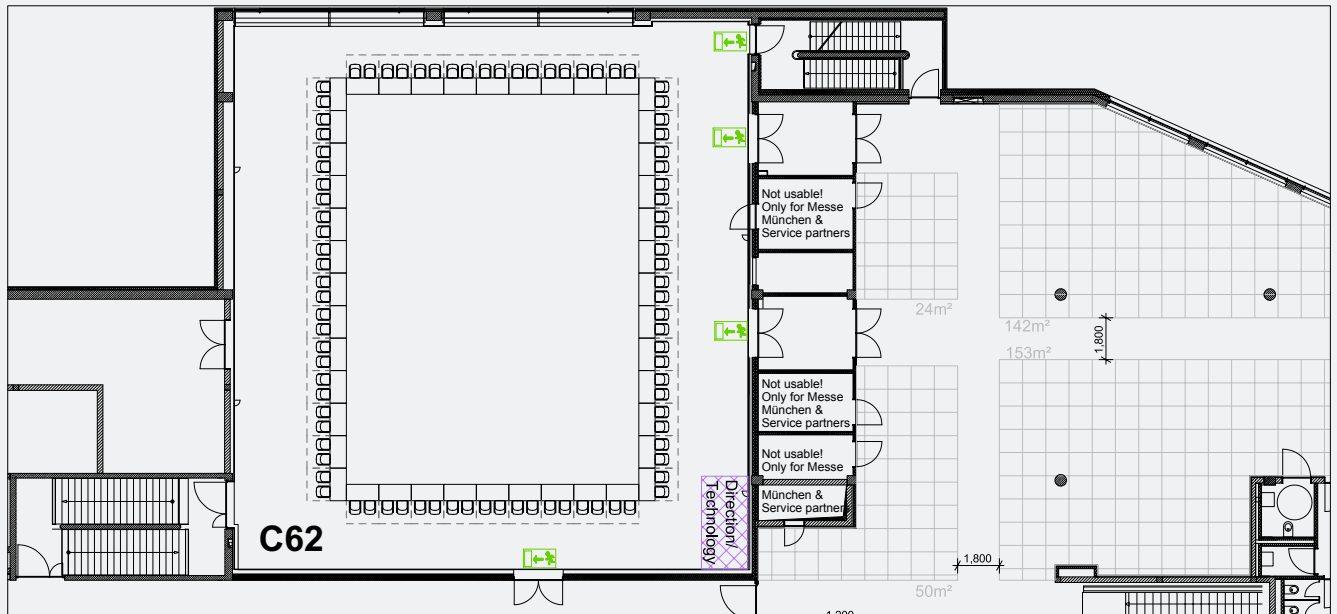 Not usable!
Only for Messe
München &
Service partners
24m²
142m²
1,800
153m²
Not usable!
Only for Messe
München &
Service partners
Not usable!
Only for Messe
München &
Service partners
Direction/
Technology
C62
1,800
50m²